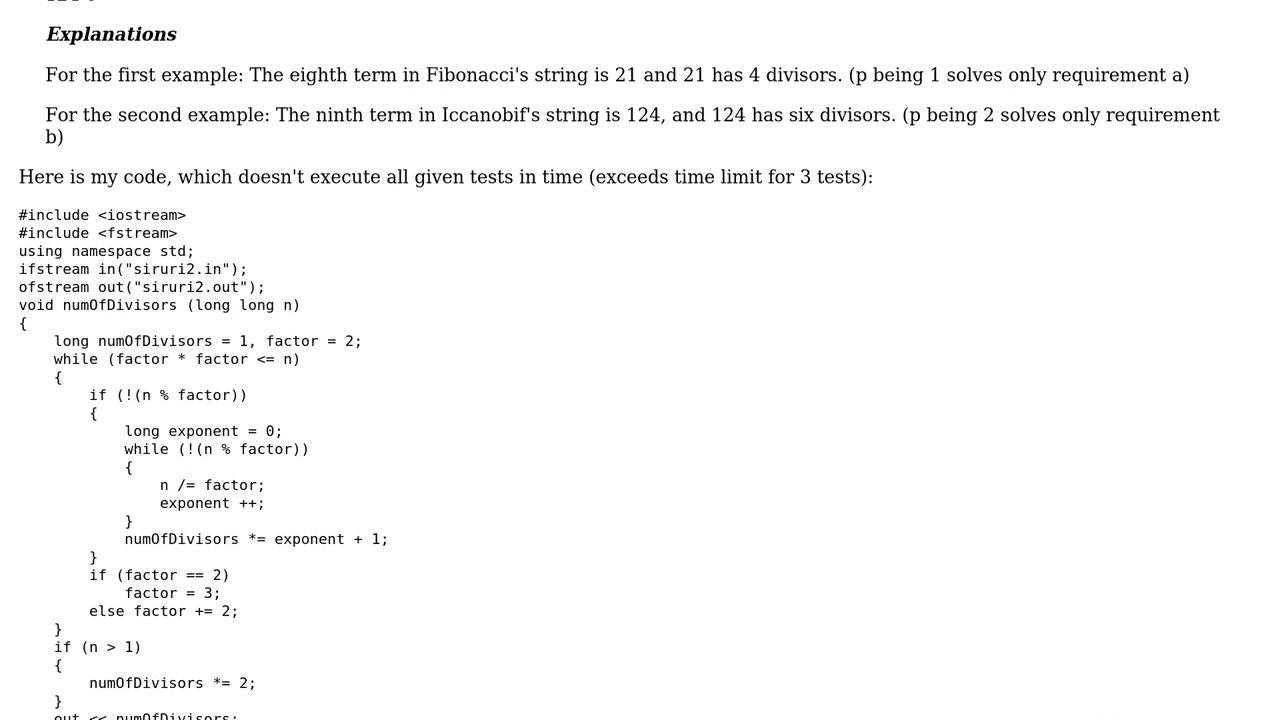 Explanations
For the first example: The eighth term in Fibonacci's string is 21 and 21 has 4 divisors. (p being 1 solves only requirement a)
For the second example: The ninth term in Iccanobif's string is 124, and 124 has six divisors. (p being 2 solves only requirement
b)
Here is my code, which doesn't execute all given tests in time (exceeds time limit for 3 tests):
#include <iostream>
#include <fstream>
using namespace std;
ifstream in("siruri2.in");
ofstream out("siruri2.out");
void numOfDivisors (long long n)
{
    long numOfDivisors = 1, factor = 2;
    while (factor * factor <= n)
    {
        if (!(n % factor))
        {
            long exponent = 0;
            while (!(n % factor))
            {
                n /= factor;
                exponent ++;
            }
            numOfDivisors *= exponent + 1;
        }
        if (factor == 2)
            factor = 3;
        else factor += 2;
    }
    if (n > 1)
    {
        numOfDivisors *= 2;
    }
    out << numOfDivisors;